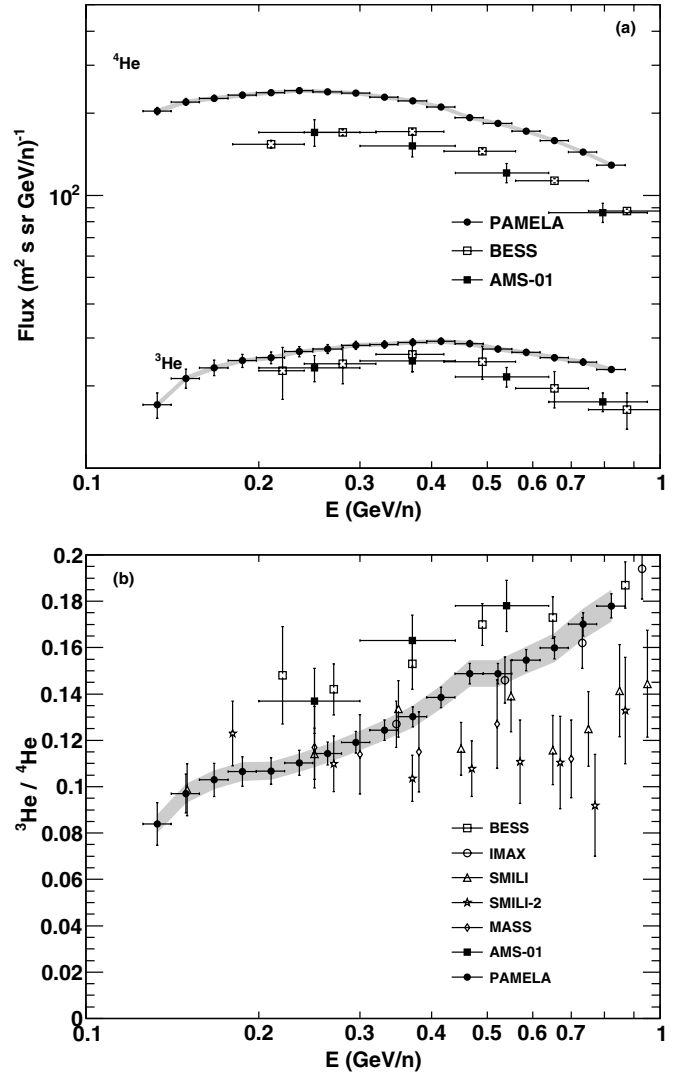 (a)
⁴He
Flux (m² s sr GeV/n)⁻¹
10²
PAMELA
BESS
AMS-01
³He
0.1 0.2 0.3 0.4 0.5 0.6 0.7 1
E (GeV/n)
(b)
³He / ⁴He
0.2
0.18
0.16
0.14
0.12
0.1
0.08
0.06
0.04
0.02
0
BESS
IMAX
SMILI
SMILI-2
MASS
AMS-01
PAMELA
0.1 0.2 0.3 0.4 0.5 0.6 0.7 1
E (GeV/n)